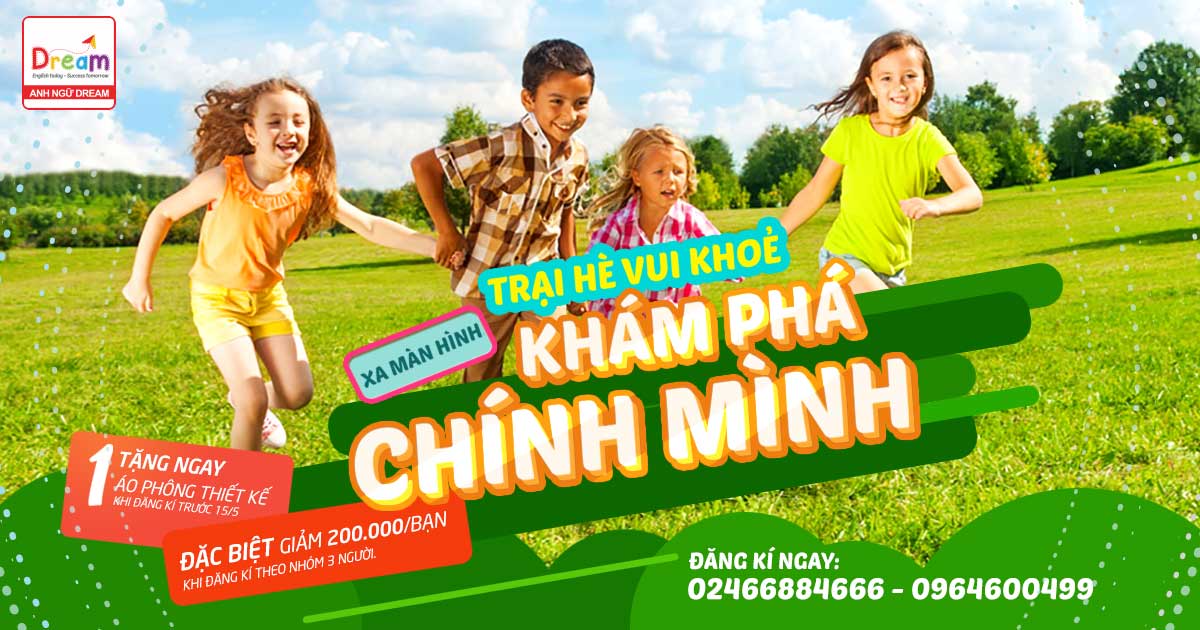 Dream
English today - Success Tomorrow
ANH NGỮ DREAM
TRẠI HÈ VUI KHOẺ
XA MÀN HÌNH
KHÁM PHÁ
CHÍNH MÌNH
1 TẶNG NGAY
ÁO PHÔNG THIẾT KẾ
KHI ĐĂNG KÍ TRƯỚC 15/5
ĐẶC BIỆT GIẢM 200.000/BẠN
KHI ĐĂNG KÍ THEO NHÓM 3 NGƯỜI.
ĐĂNG KÍ NGAY:
02466884666 - 0964600499